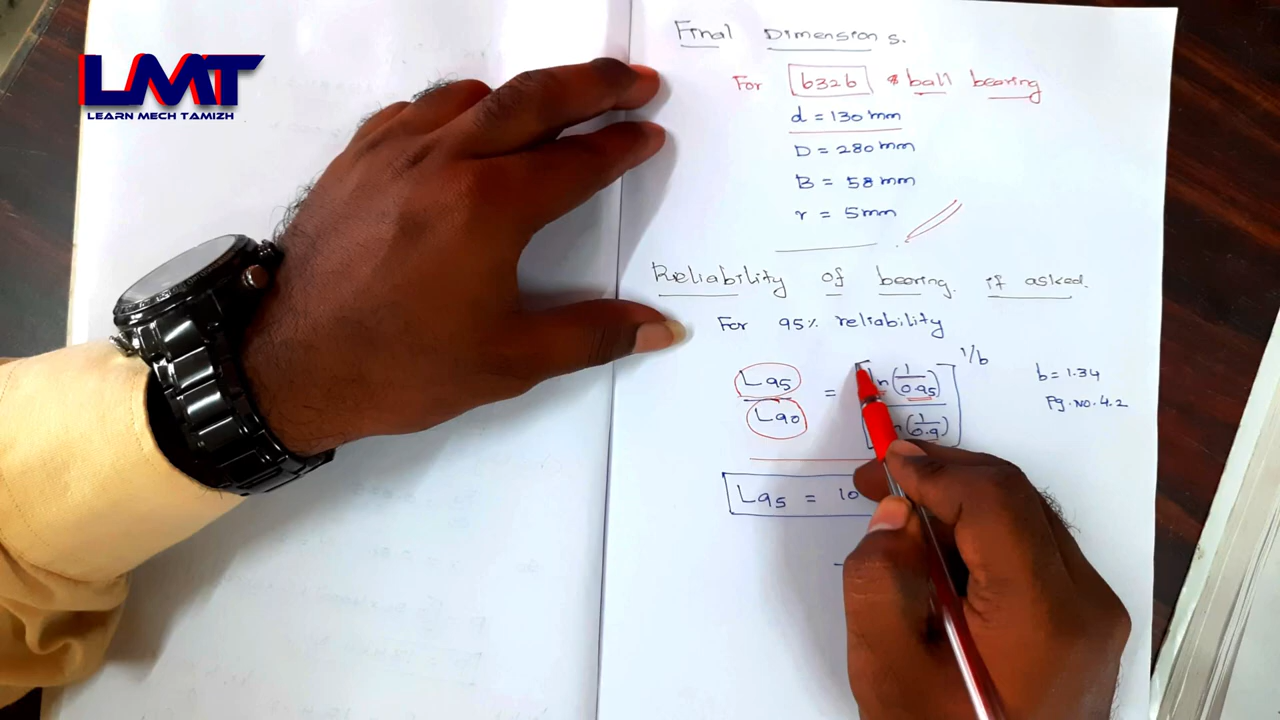 LMT
LEARN MECH TAMIZH
Final Dimensions.
For 6326 ball bearing
d = 130 mm
D = 280 mm
B = 58 mm
r = 5 mm
Reliability of bearing. if asked.
For 95% reliability
L95 / L90 = [ln(1/0.95) / (1/0.9)]^1/b
b = 1.34
Pg. No. 4.2
L95 = 10